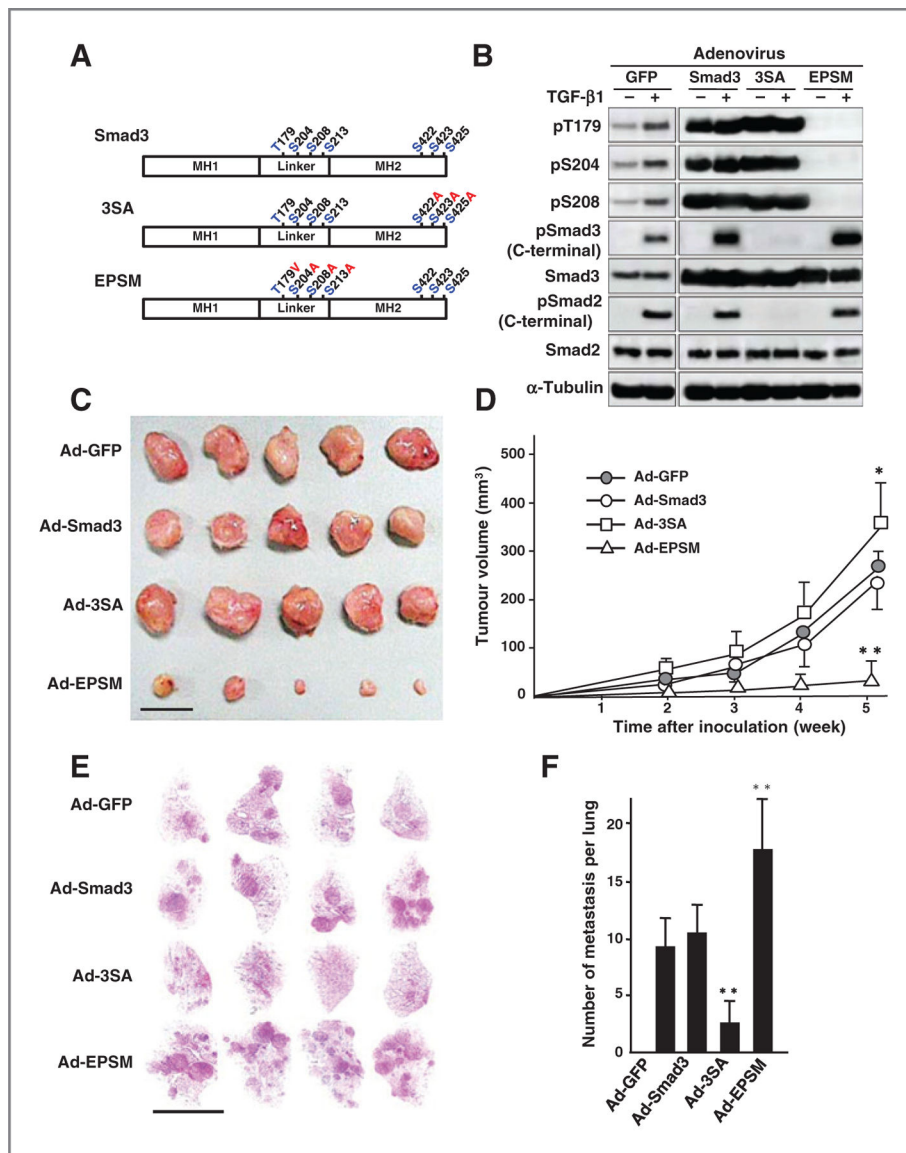 A
Smad3
T179
S204
S208
S213
S422
S423
S425
MH1 Linker MH2
3SA
T179
S204
S208
S213
S422A
S423A
S425A
MH1 Linker MH2
EPSM
T179V
S204A
S208A
S213A
S422
S423
S425
MH1 Linker MH2
B
Adenovirus
GFP Smad3 3SA EPSM
TGF-β1 − + − + − + − +
pT179
pS204
pS208
pSmad3
(C-terminal)
Smad3
pSmad2
(C-terminal)
Smad2
α-Tubulin
C
Ad-GFP
Ad-Smad3
Ad-3SA
Ad-EPSM
D
Tumour volume (mm³)
500
400
300
200
100
0
Ad-GFP
Ad-Smad3
Ad-3SA
Ad-EPSM
*
**
1 2 3 4 5
Time after inoculation (week)
E
Ad-GFP
Ad-Smad3
Ad-3SA
Ad-EPSM
F
Number of metastasis per lung
20
15
10
5
0
**
**
Ad-GFP
Ad-Smad3
Ad-3SA
Ad-EPSM